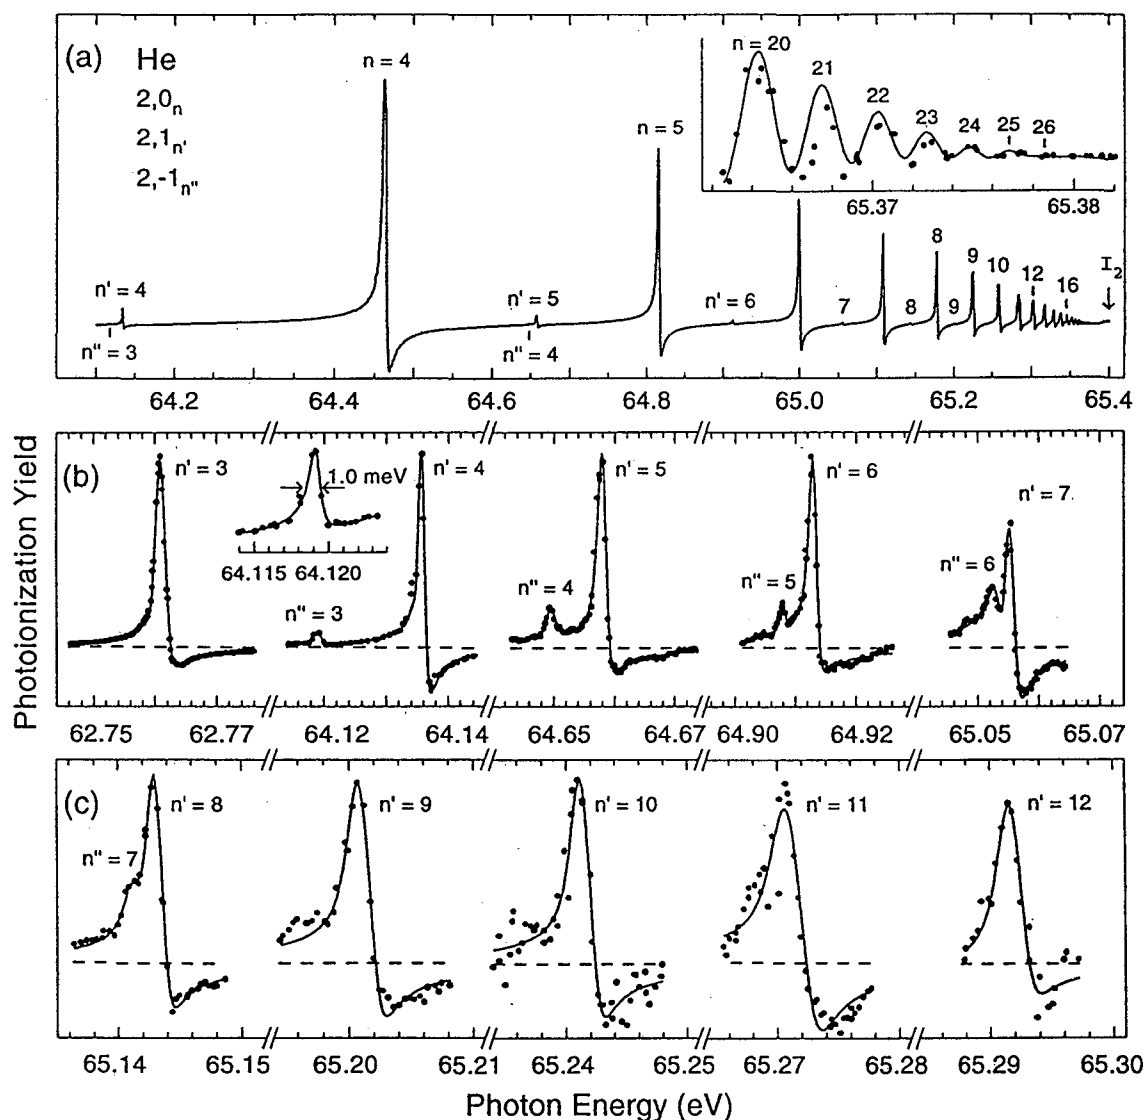 (a) He
2,0n
2,1n'
2,-1n"
n = 4
n = 5
n' = 4
n" = 3
n' = 5
n" = 4
n' = 6
7
8
9
8
9
10
12
16
I2
n = 20
21
22
23
24
25
26
65.37 65.38
64.2 64.4 64.6 64.8 65.0 65.2 65.4
Photoionization Yield
(b)
n' = 3
1.0 meV
64.115 64.120
n" = 3
n' = 4
n" = 4
n' = 5
n" = 5
n' = 6
n" = 6
n' = 7
62.75 62.77 64.12 64.14 64.65 64.67 64.90 64.92 65.05 65.07
(c)
n" = 7
n' = 8
n' = 9
n' = 10
n' = 11
n' = 12
65.14 65.15 65.20 65.21 65.24 65.25 65.27 65.28 65.29 65.30
Photon Energy (eV)